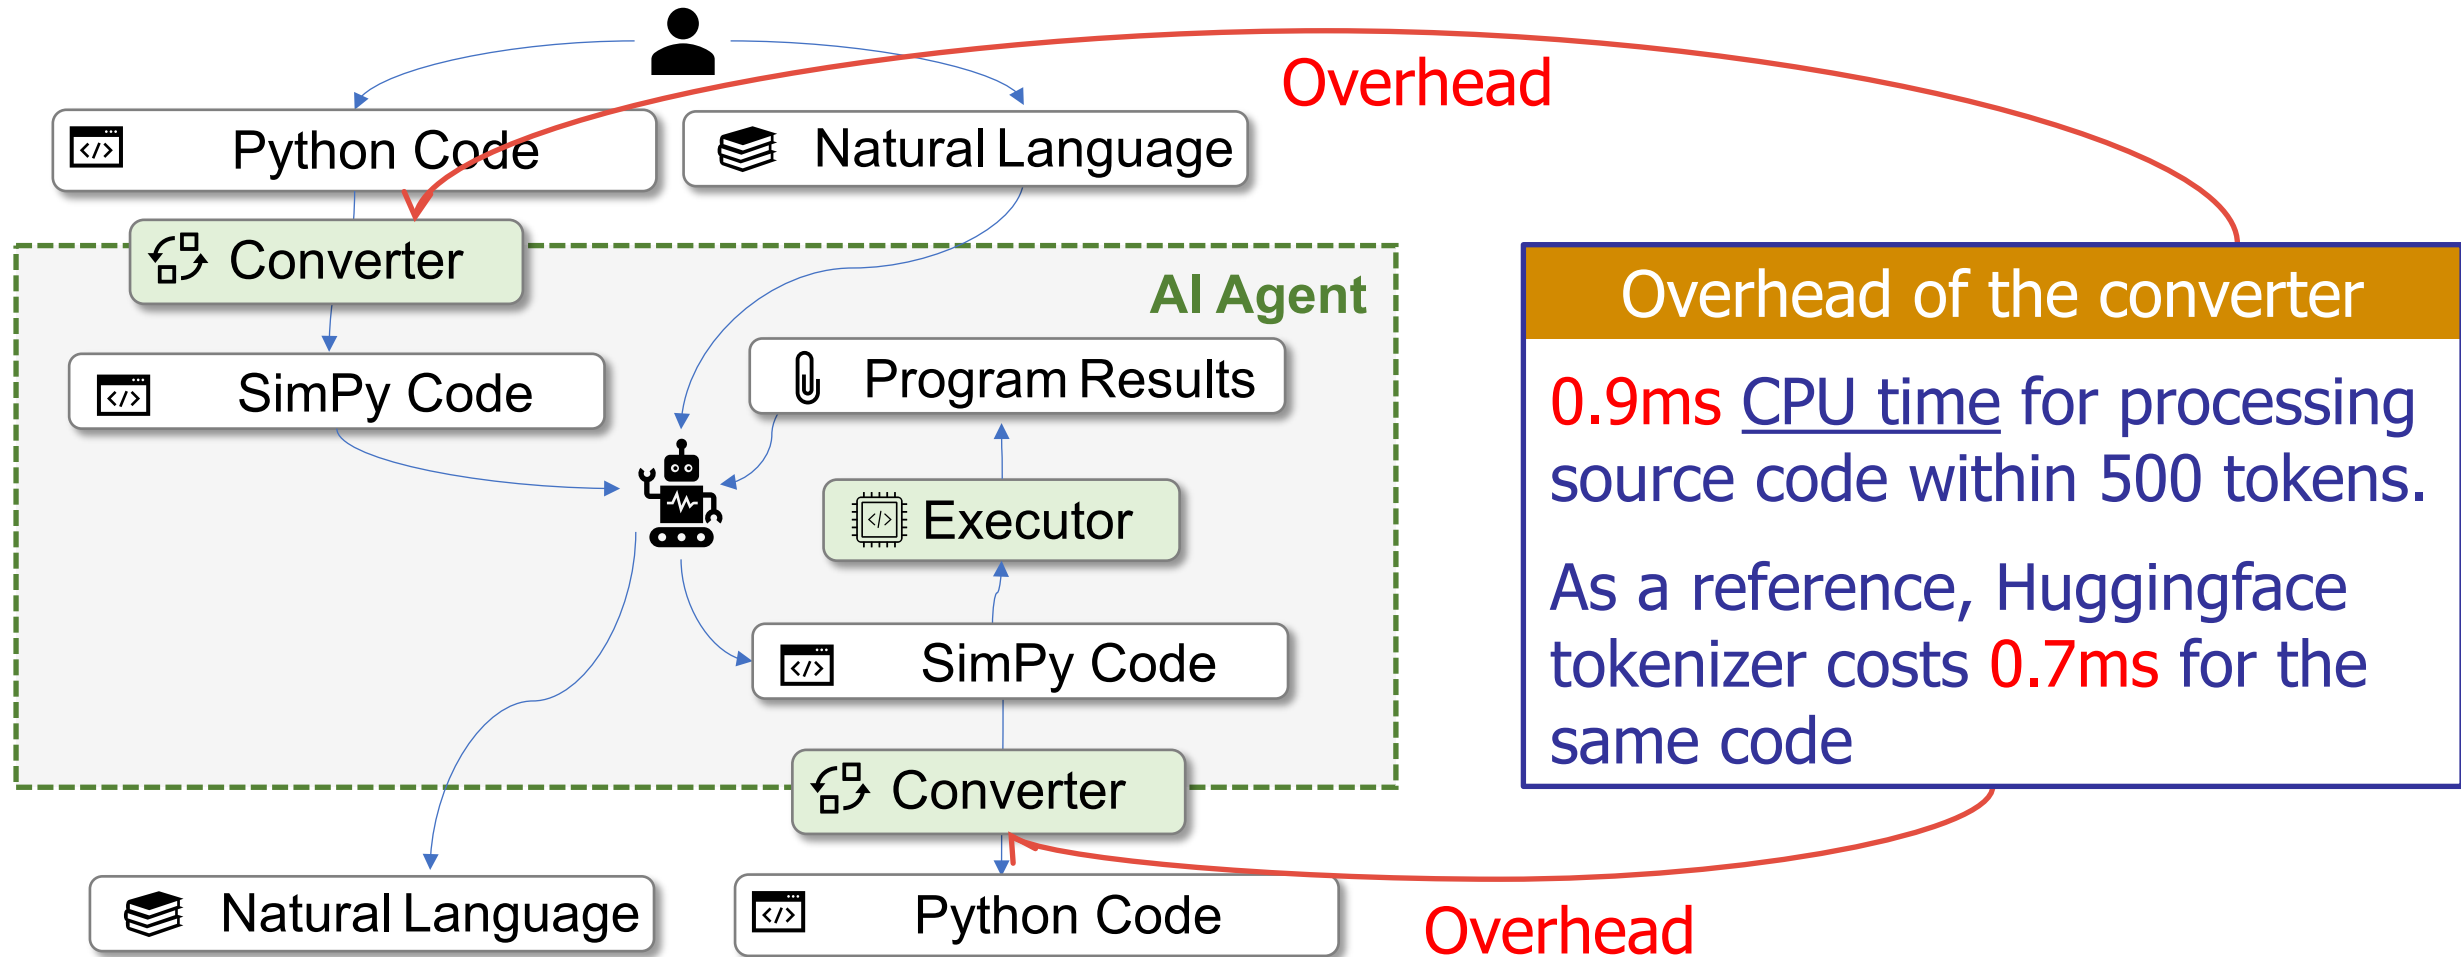 Overhead
Python Code
Natural Language
Converter
AI Agent
SimPy Code
Program Results
Executor
SimPy Code
Converter
Natural Language
Python Code
Overhead
Overhead of the converter
0.9ms CPU time for processing
source code within 500 tokens.
As a reference, Huggingface
tokenizer costs 0.7ms for the
same code